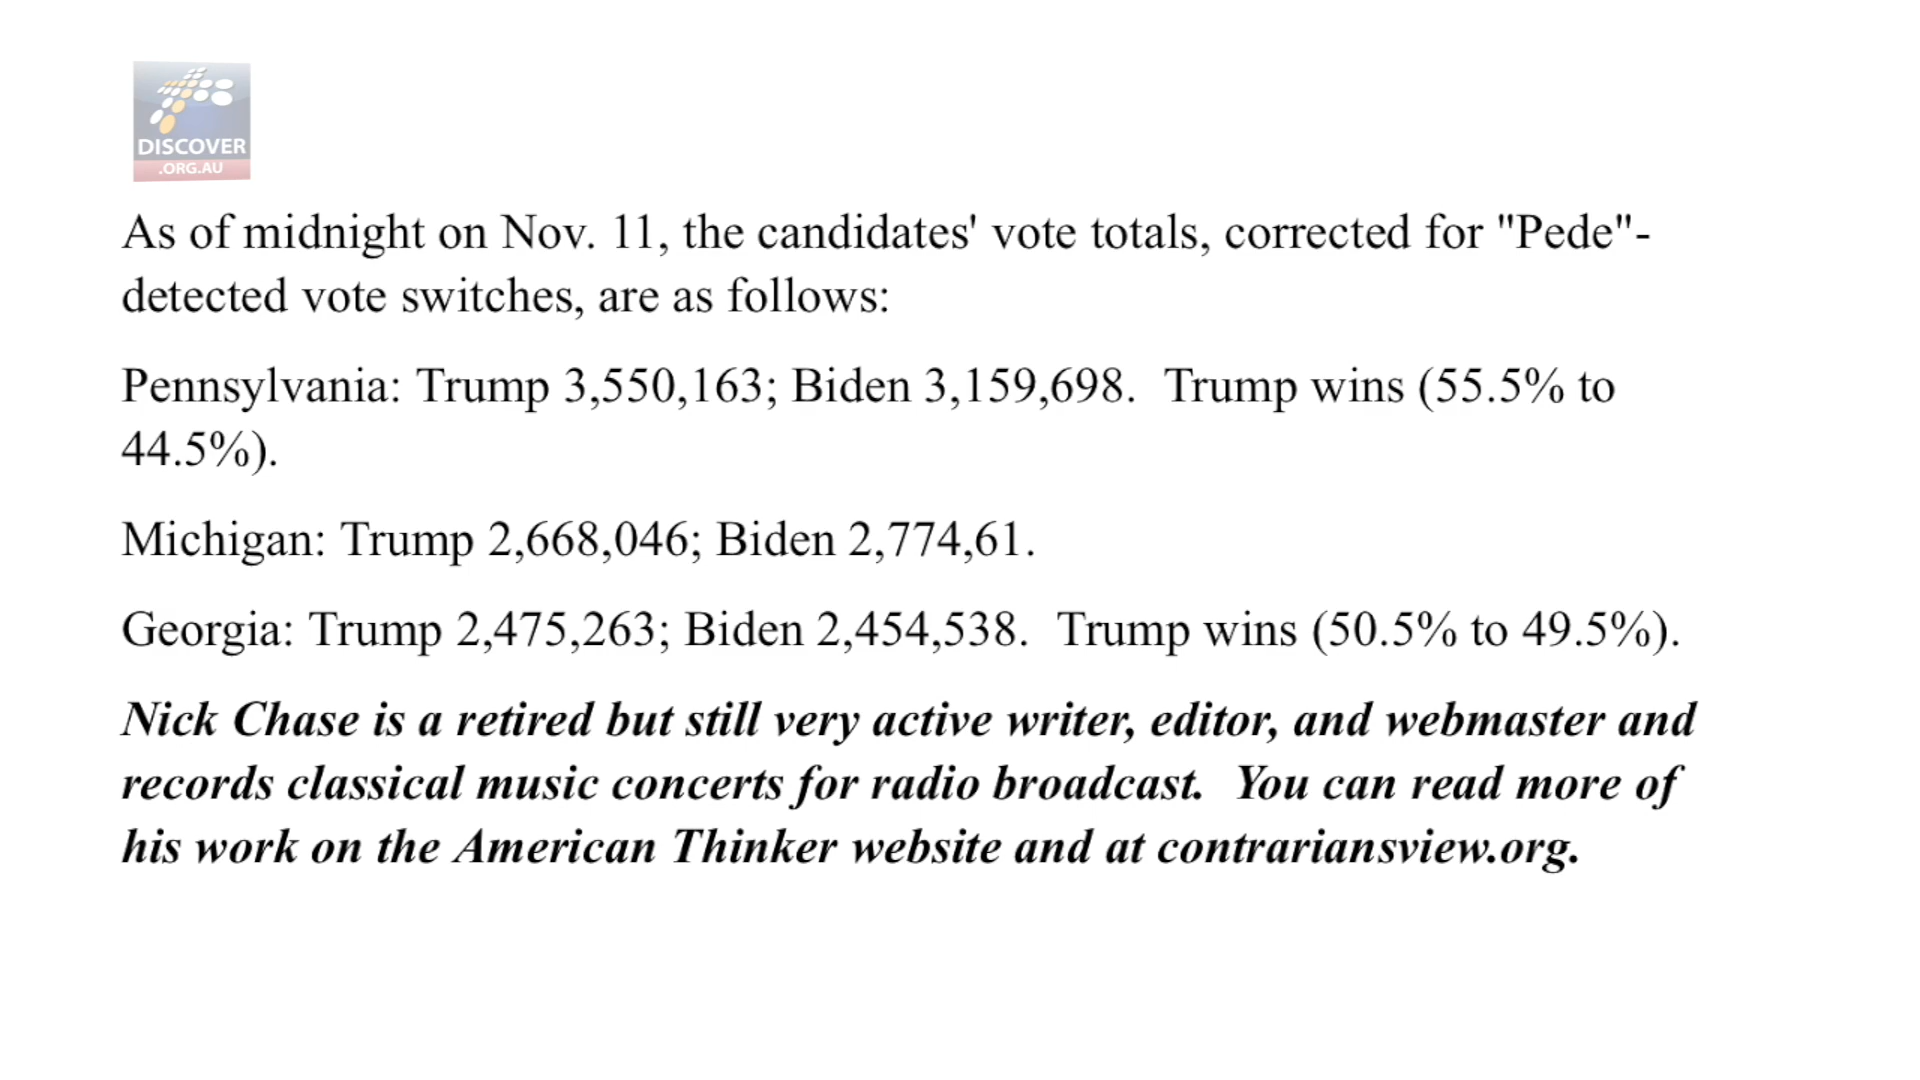 DISCOVER
.ORG.AU
As of midnight on Nov. 11, the candidates' vote totals, corrected for "Pede"-
detected vote switches, are as follows:
Pennsylvania: Trump 3,550,163; Biden 3,159,698.  Trump wins (55.5% to
44.5%).
Michigan: Trump 2,668,046; Biden 2,774,61.
Georgia: Trump 2,475,263; Biden 2,454,538.  Trump wins (50.5% to 49.5%).
Nick Chase is a retired but still very active writer, editor, and webmaster and
records classical music concerts for radio broadcast.  You can read more of
his work on the American Thinker website and at contrariansview.org.